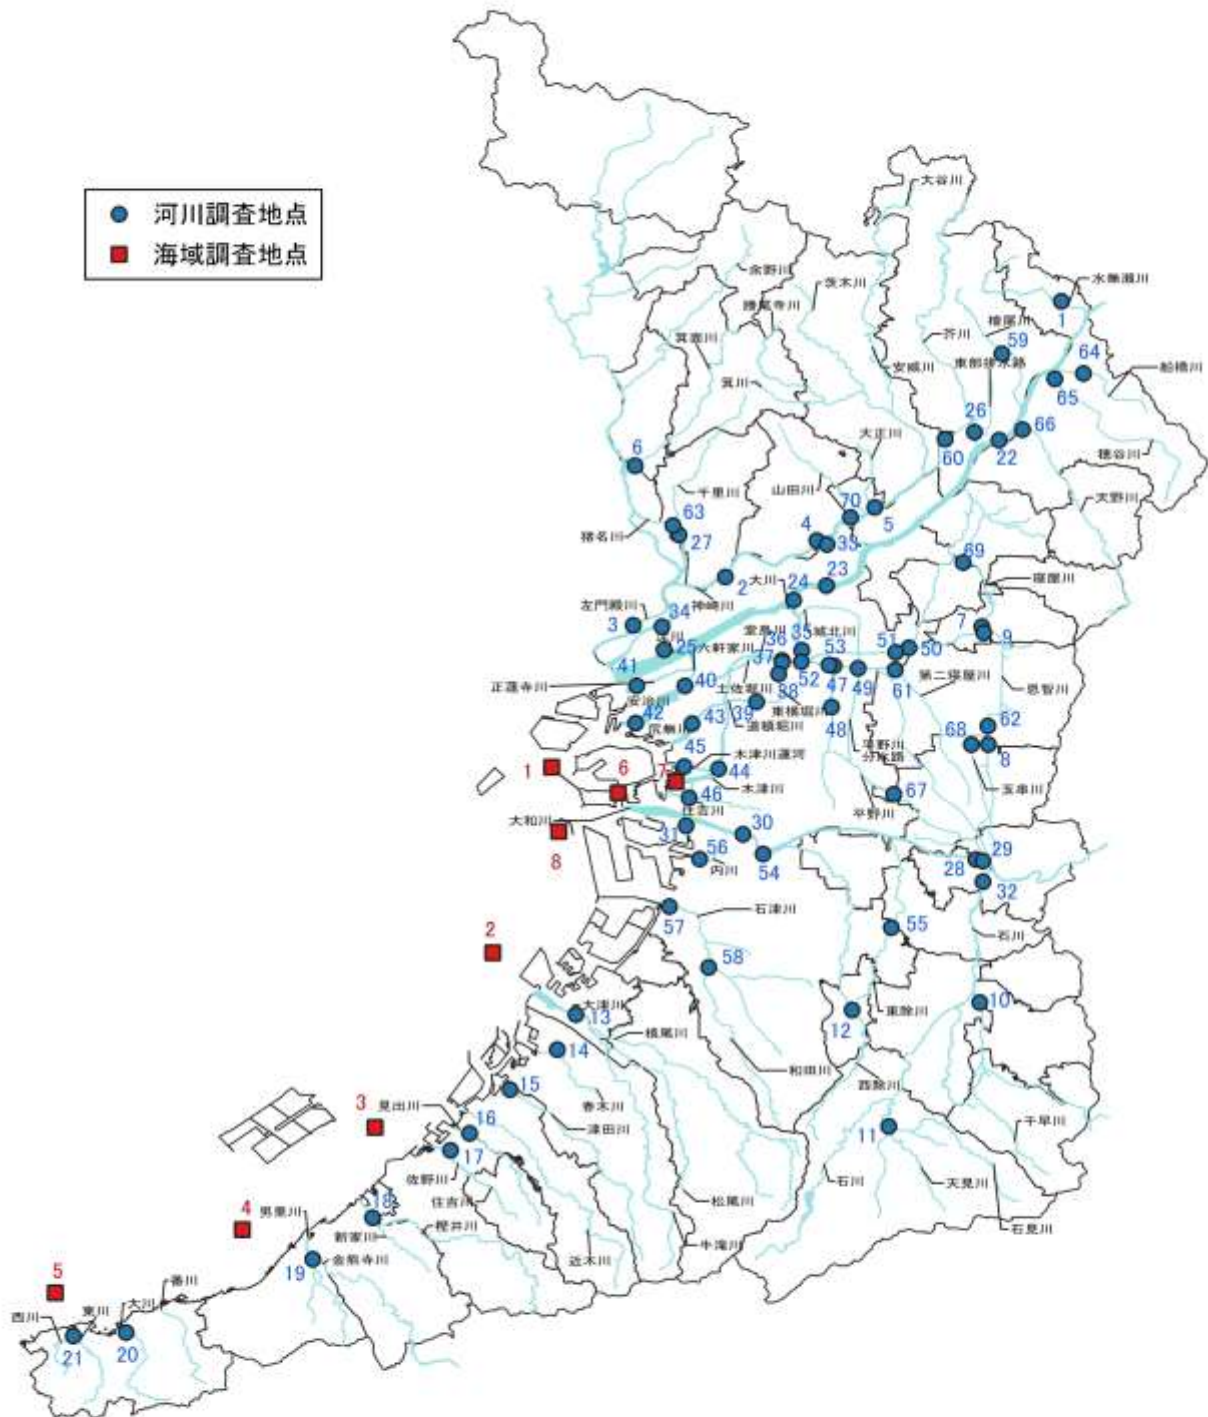 河川調査地点
海域調査地点
大谷川
水無瀬川
余野川
茨木川
勝尾寺川
1
檜尾川
芥川
箕面川
59
64
東部排水路
安威川
船橋川
箕川
65
26
66
大正川
60
22
穂谷川
6
千里川
山田川
天野川
70
63
5
猪名川
27
4
33
69
23
寝屋川
2
大川
24
神崎川
左門殿川
34
7
3
堂島川
35
城北川
9
淀川
36
51
50
25
六軒家川
53
37
41
52
47
49
第二寝屋川
61
恩智川
正蓮寺川
40
土佐堀川
38
安治川
39
東横堀川
48
42
43
道頓堀川
62
尻無川
平野川
分水路
68
8
45
木津川運河
1
6
7
44
玉串川
木津川
46
67
平野川
大和川
住吉川
31
30
29
8
56
内川
54
28
32
57
石津川
55
石川
2
58
大津川
10
13
東除川
槙尾川
12
14
和田川
西除川
15
春木川
3
見出川
16
津田川
千早川
11
17
佐野川
住吉川
石川
天見川
松尾川
18
4
男里川
石見川
新家川
樫井川
牛滝川
金熊寺川
近木川
19
5
番川
大川
東川
西川
21
20